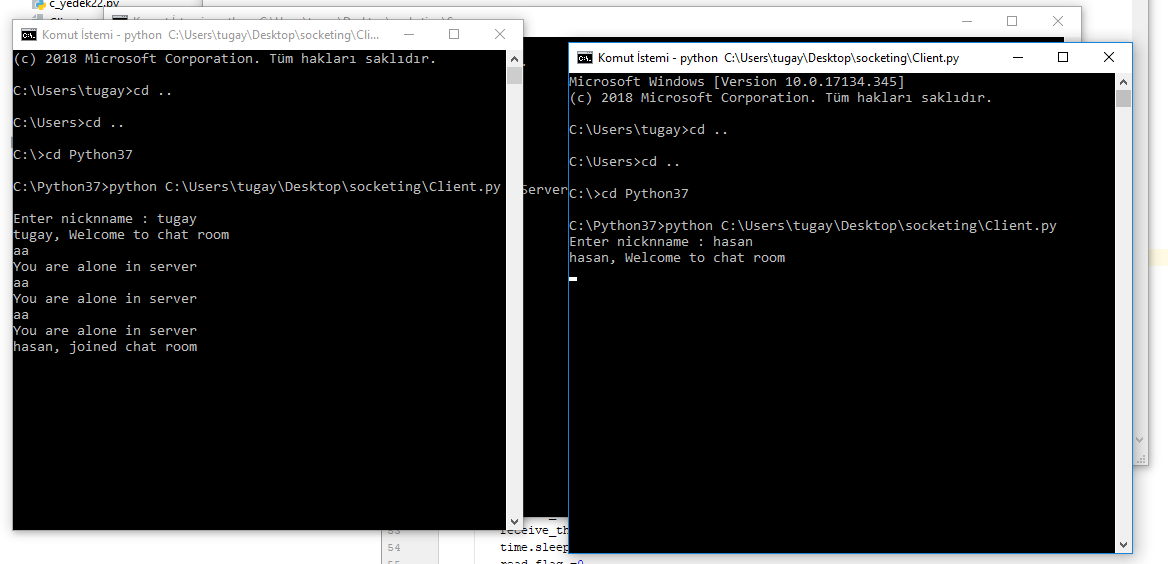 c_yedek22.py
Komut İstemi - python  C:\Users\tugay\Desktop\socketing\Cli...
(c) 2018 Microsoft Corporation. Tüm hakları saklıdır.
C:\Users\tugay>cd ..
C:\Users>cd ..
C:\>cd Python37
C:\Python37>python C:\Users\tugay\Desktop\socketing\Client.py
Enter nicknname : tugay
tugay, Welcome to chat room
aa
You are alone in server
aa
You are alone in server
aa
You are alone in server
hasan, joined chat room
Server
Komut İstemi - python  C:\Users\tugay\Desktop\socketing\Client.py
Microsoft Windows [Version 10.0.17134.345]
(c) 2018 Microsoft Corporation. Tüm hakları saklıdır.
C:\Users\tugay>cd ..
C:\Users>cd ..
C:\>cd Python37
C:\Python37>python C:\Users\tugay\Desktop\socketing\Client.py
Enter nicknname : hasan
hasan, Welcome to chat room
receive_th
54 time.sleep
read_flag =0